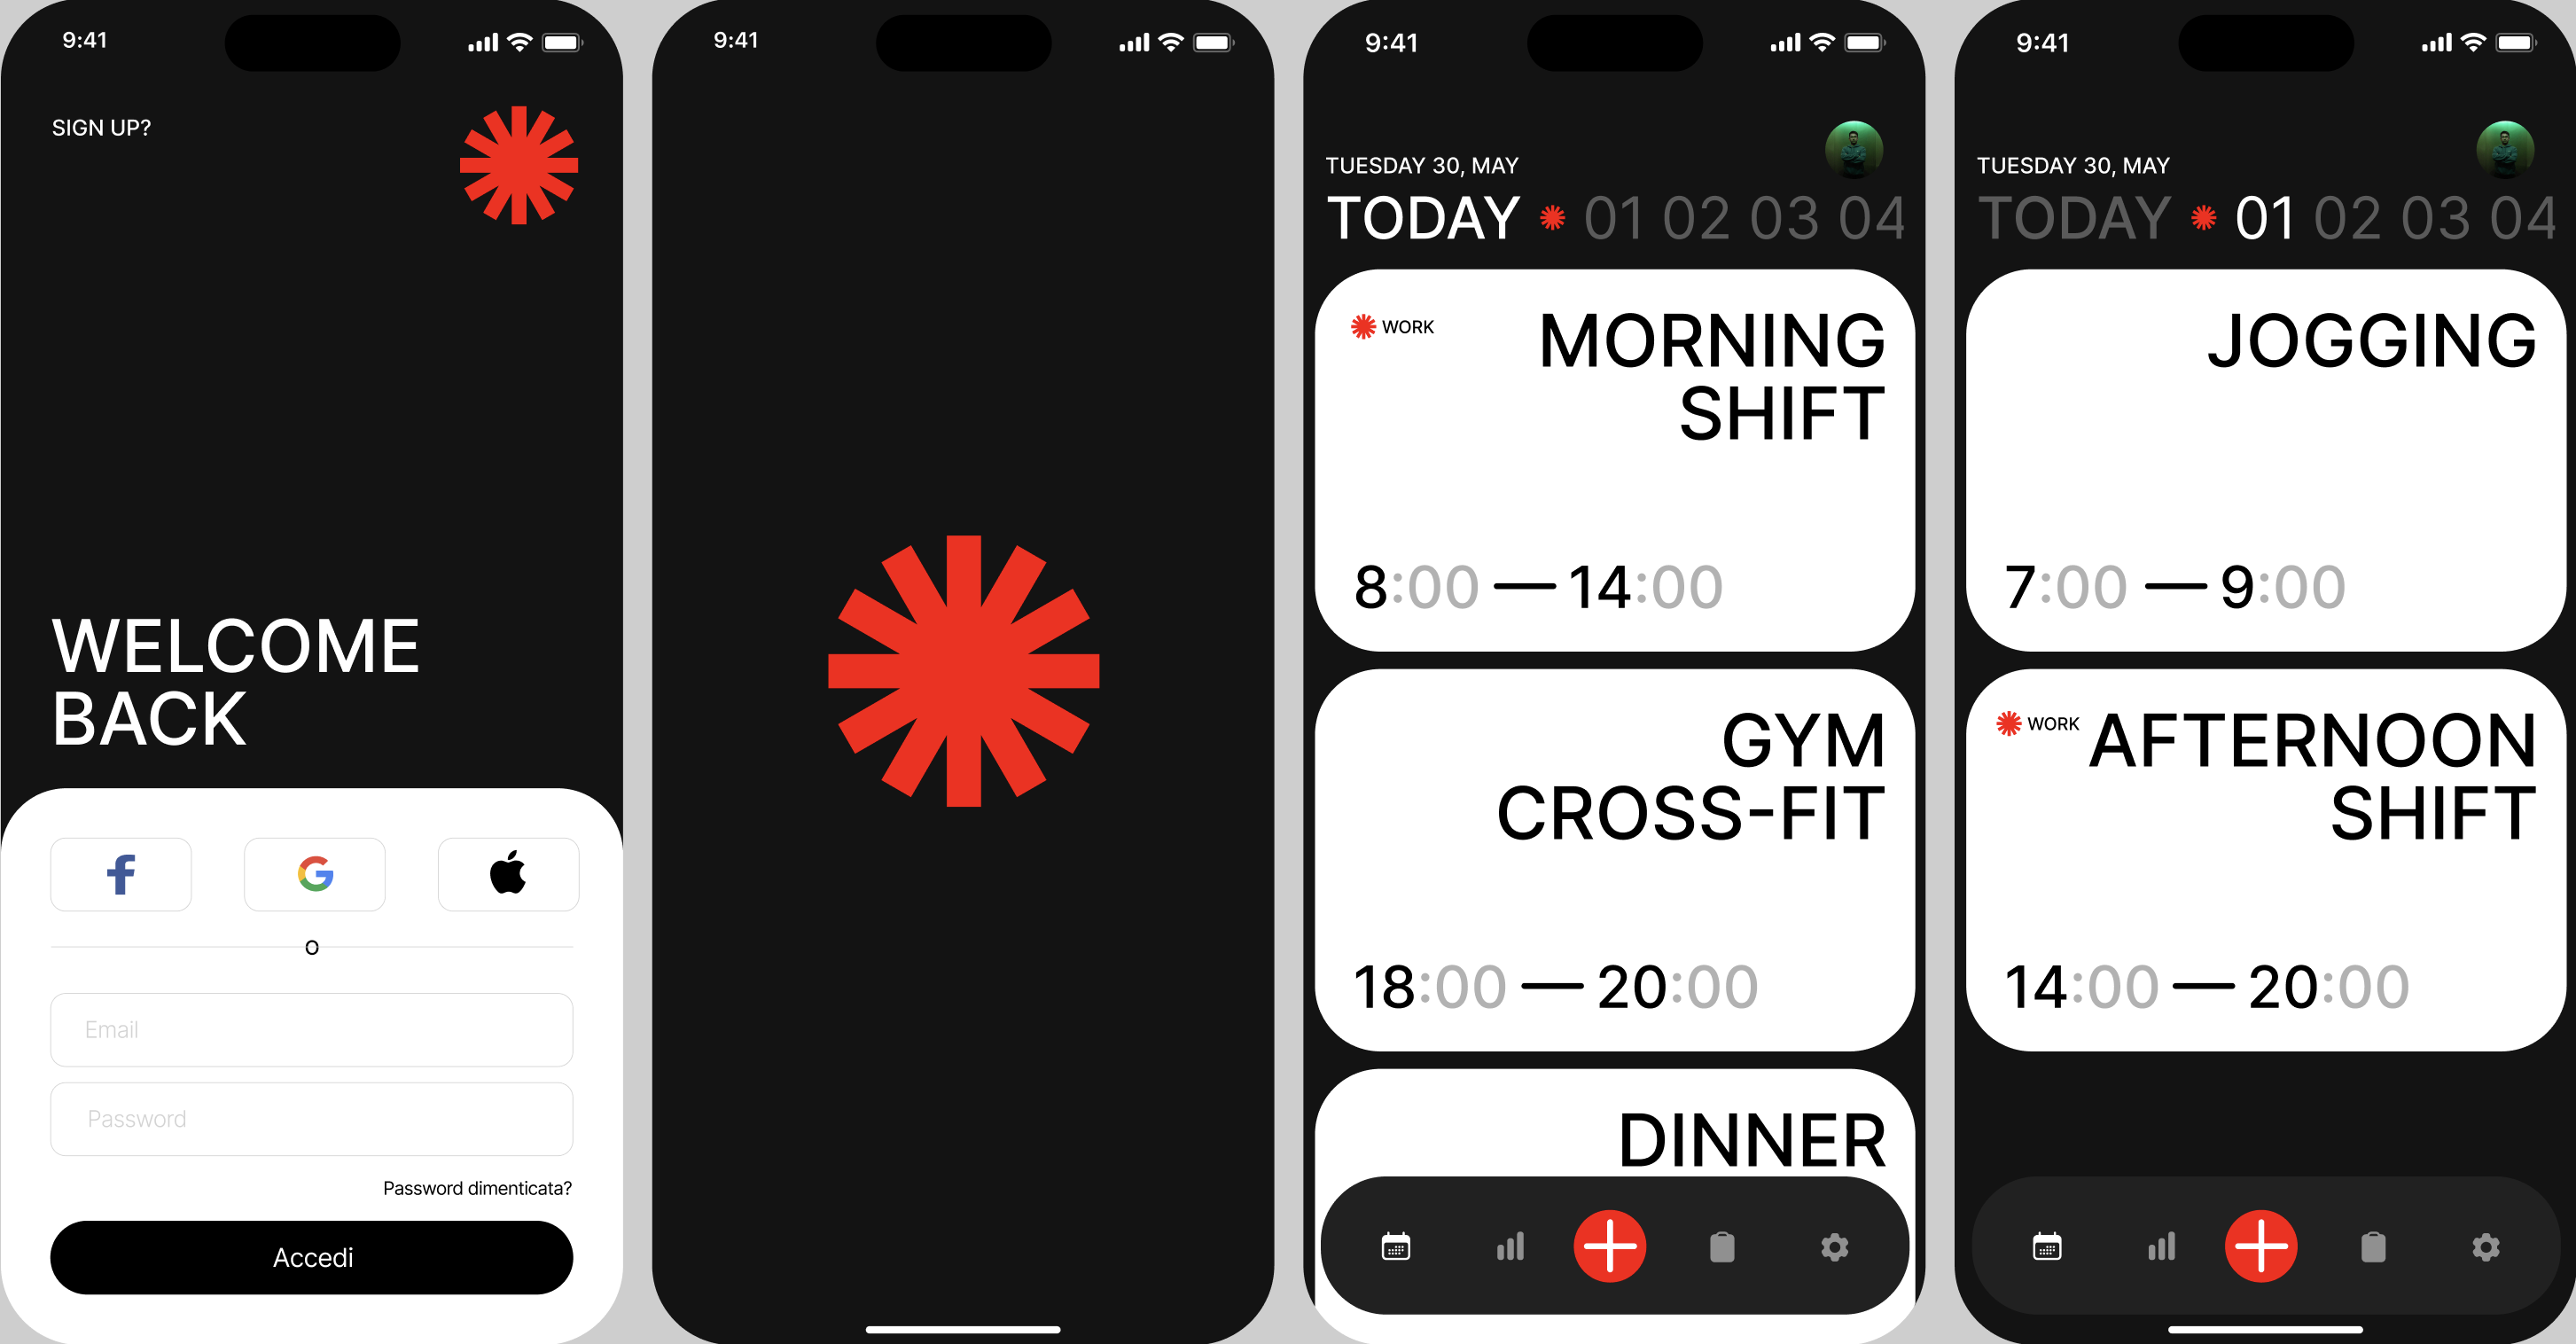 9:41
SIGN UP?
WELCOME
BACK
f
G
O
Email
Password
Password dimenticata?
Accedi
9:41
9:41
TUESDAY 30, MAY
TODAY 01 02 03 04
WORK
MORNING
SHIFT
8:00 — 14:00
GYM
CROSS-FIT
18:00 — 20:00
DINNER
9:41
TUESDAY 30, MAY
TODAY 01 02 03 04
JOGGING
7:00 — 9:00
WORK
AFTERNOON
SHIFT
14:00 — 20:00